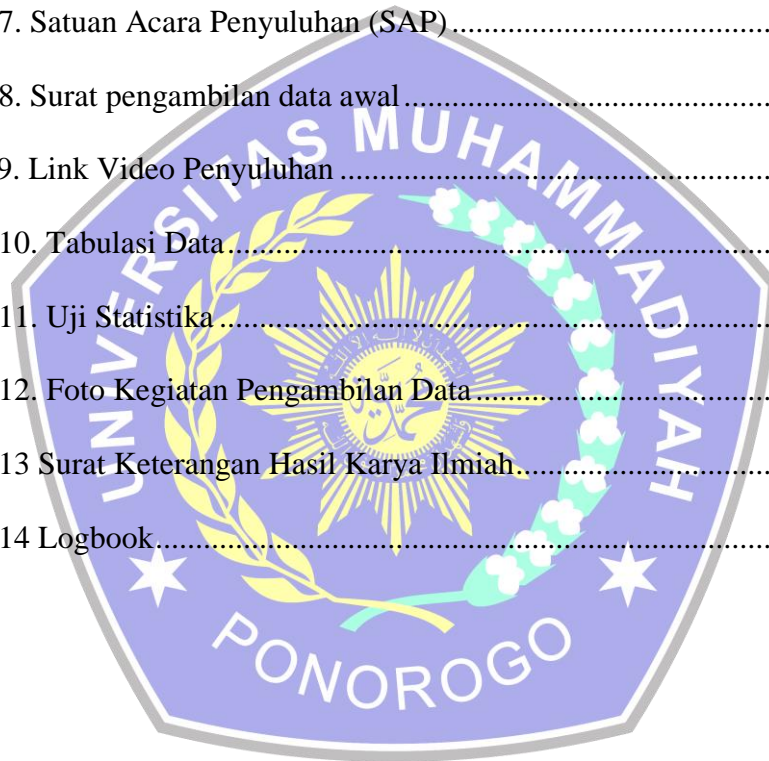 7. Satuan Acara Penyuluhan (SAP)....................................
8. Surat pengambilan data awal..........................................
9. Link Video Penyuluhan..................................................
10. Tabulasi Data...............................................................
11. Uji Statistika.................................................................
12. Foto Kegiatan Pengambilan Data.................................
13 Surat Keterangan Hasil Karya Ilmiah............................
14 Logbook.........................................................................
UNIVERSITAS MUHAMMADIYAH
PONOROGO